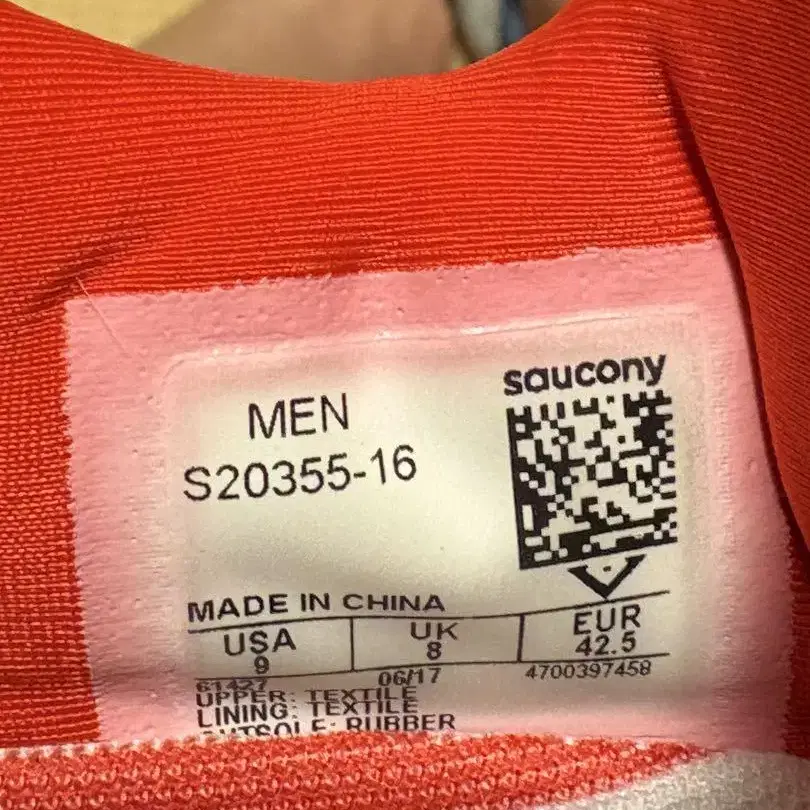 saucony
MEN
S20355-16
MADE IN CHINA
USA UK EUR
9 8 42.5
61427 06/17 4700397458
UPPER: TEXTILE
LINING: TEXTILE
OUTSOLE: RUBBER